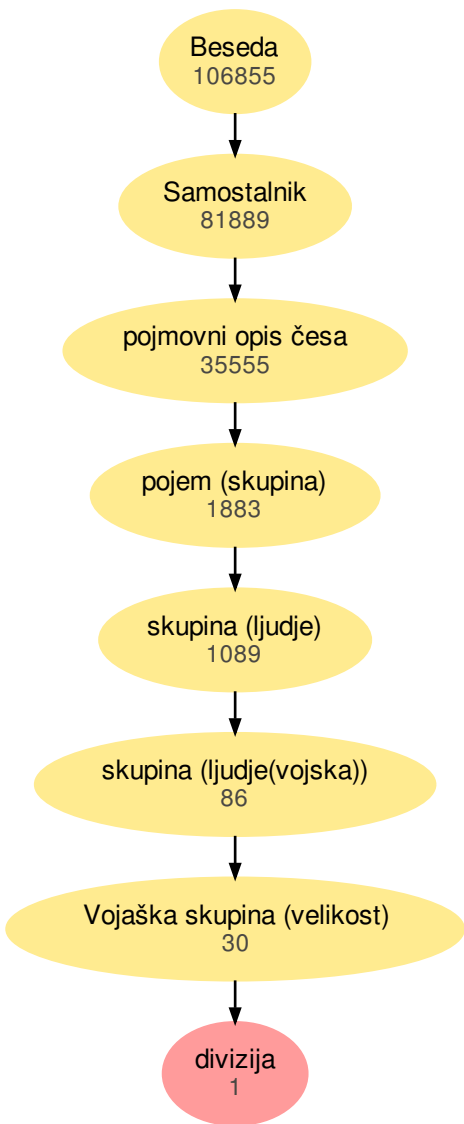 Beseda
106855
Samostalnik
81889
pojmovni opis česa
35555
pojem (skupina)
1883
skupina (ljudje)
1089
skupina (ljudje(vojska))
86
Vojaška skupina (velikost)
30
divizija
1